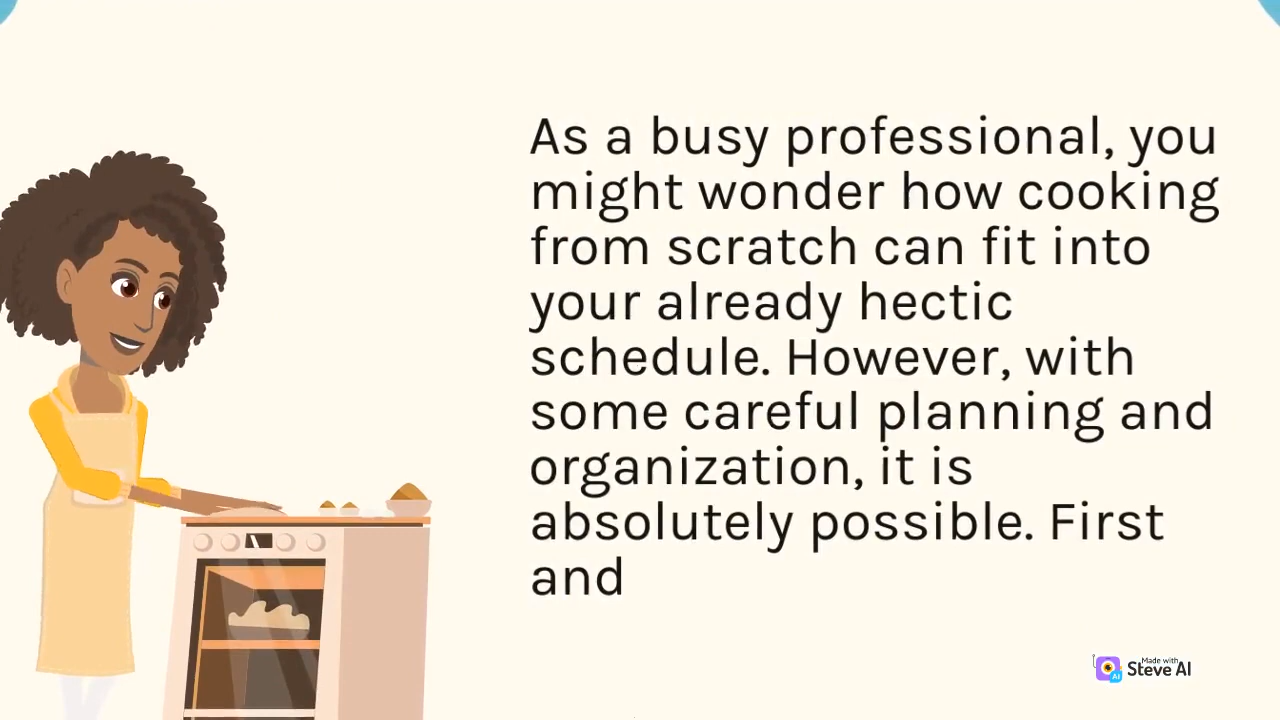 As a busy professional, you
might wonder how cooking
from scratch can fit into
your already hectic
schedule. However, with
some careful planning and
organization, it is
absolutely possible. First
and
Made with
Steve AI
AI